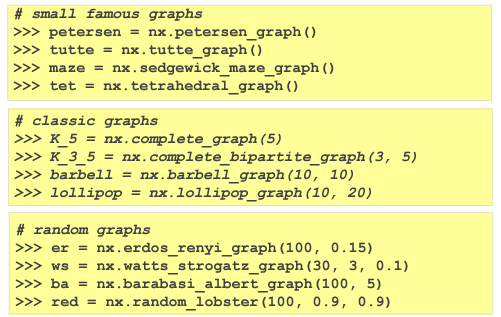 # small famous graphs
>>> petersen = nx.petersen_graph()
>>> tutte = nx.tutte_graph()
>>> maze = nx.sedgewick_maze_graph()
>>> tet = nx.tetrahedral_graph()
# classic graphs
>>> K_5 = nx.complete_graph(5)
>>> K_3_5 = nx.complete_bipartite_graph(3, 5)
>>> barbell = nx.barbell_graph(10, 10)
>>> lollipop = nx.lollipop_graph(10, 20)
# random graphs
>>> er = nx.erdos_renyi_graph(100, 0.15)
>>> ws = nx.watts_strogatz_graph(30, 3, 0.1)
>>> ba = nx.barabasi_albert_graph(100, 5)
>>> red = nx.random_lobster(100, 0.9, 0.9)